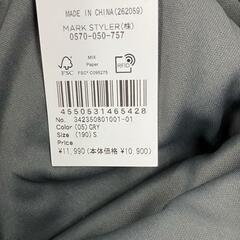 MADE IN CHINA(262059)
MARK STYLER(株)
0570-050-757
FSC
MIX
Paper
FSC® C095275
RFID
4550531465428
No. 342350801001-01
Color (05)GRY
Size (190)S
Price
¥11,990(本体価格 ¥10,900)